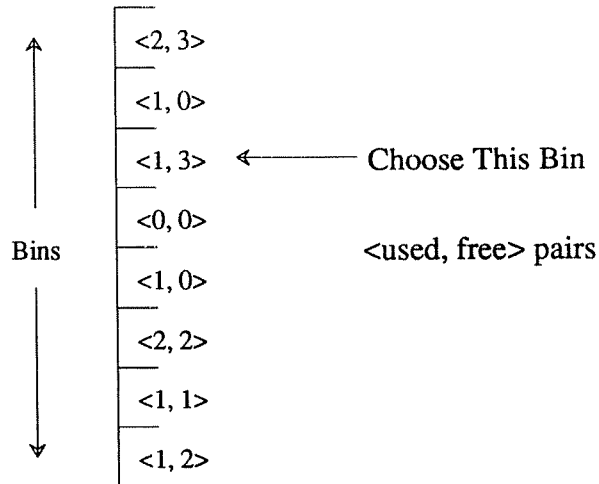 <2, 3>
<1, 0>
<1, 3>
Choose This Bin
<0, 0>
Bins
<used, free> pairs
<1, 0>
<2, 2>
<1, 1>
<1, 2>